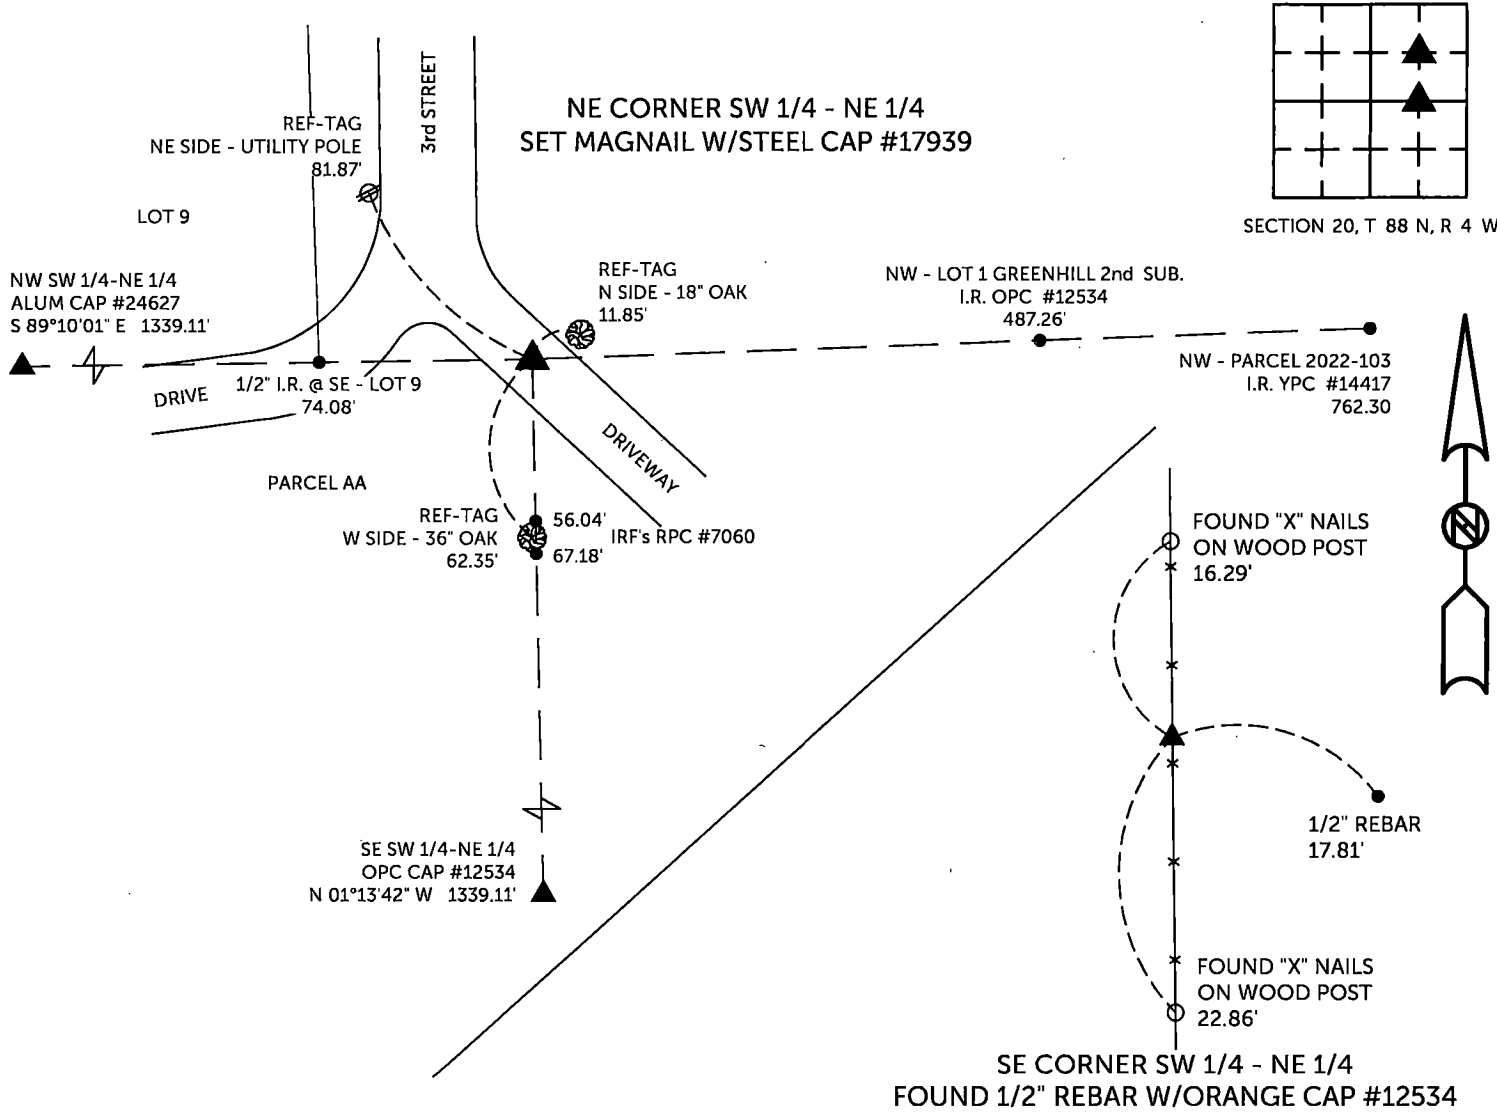 3rd STREET
REF-TAG
NE SIDE - UTILITY POLE
81.87'
NE CORNER SW 1/4 - NE 1/4
SET MAGNAIL W/STEEL CAP #17939
SECTION 20, T 88 N, R 4 W
LOT 9
NW SW 1/4-NE 1/4
ALUM CAP #24627
S 89°10'01" E 1339.11'
REF-TAG
N SIDE - 18" OAK
11.85'
NW - LOT 1 GREENHILL 2nd SUB.
I.R. OPC #12534
487.26'
NW - PARCEL 2022-103
I.R. YPC #14417
762.30
DRIVE
1/2" I.R. @ SE - LOT 9
74.08'
DRIVEWAY
PARCEL AA
REF-TAG
W SIDE - 36" OAK
62.35'
56.04'
67.18'
IRF's RPC #7060
N
FOUND "X" NAILS
ON WOOD POST
16.29'
1/2" REBAR
17.81'
SE SW 1/4-NE 1/4
OPC CAP #12534
N 01°13'42" W 1339.11'
FOUND "X" NAILS
ON WOOD POST
22.86'
SE CORNER SW 1/4 - NE 1/4
FOUND 1/2" REBAR W/ORANGE CAP #12534